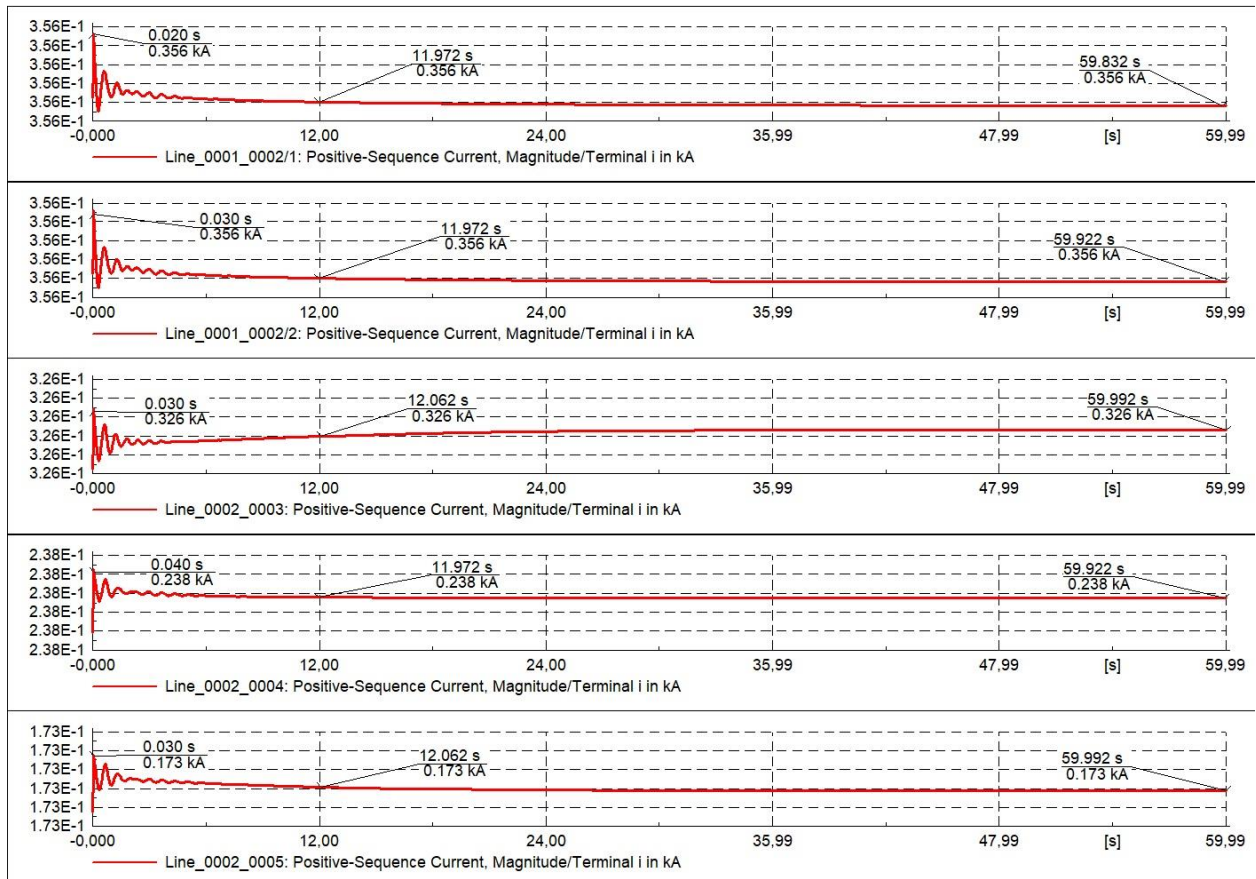 3.56E-1
3.56E-1
3.56E-1
3.56E-1
3.56E-1
3.56E-1
0.020 s
0.356 kA
11.972 s
0.356 kA
59.832 s
0.356 kA
-0,000
12,00
24,00
35,99
47,99
[s]
59,99
Line_0001_0002/1: Positive-Sequence Current, Magnitude/Terminal i in kA
3.56E-1
3.56E-1
3.56E-1
3.56E-1
3.56E-1
3.56E-1
0.030 s
0.356 kA
11.972 s
0.356 kA
59.922 s
0.356 kA
-0,000
12,00
24,00
35,99
47,99
[s]
59,99
Line_0001_0002/2: Positive-Sequence Current, Magnitude/Terminal i in kA
3.26E-1
3.26E-1
3.26E-1
3.26E-1
3.26E-1
3.26E-1
0.030 s
0.326 kA
12.062 s
0.326 kA
59.992 s
0.326 kA
-0,000
12,00
24,00
35,99
47,99
[s]
59,99
Line_0002_0003: Positive-Sequence Current, Magnitude/Terminal i in kA
2.38E-1
2.38E-1
2.38E-1
2.38E-1
2.38E-1
2.38E-1
0.040 s
0.238 kA
11.972 s
0.238 kA
59.922 s
0.238 kA
-0,000
12,00
24,00
35,99
47,99
[s]
59,99
Line_0002_0004: Positive-Sequence Current, Magnitude/Terminal i in kA
1.73E-1
1.73E-1
1.73E-1
1.73E-1
1.73E-1
1.73E-1
0.030 s
0.173 kA
12.062 s
0.173 kA
59.992 s
0.173 kA
-0,000
12,00
24,00
35,99
47,99
[s]
59,99
Line_0002_0005: Positive-Sequence Current, Magnitude/Terminal i in kA